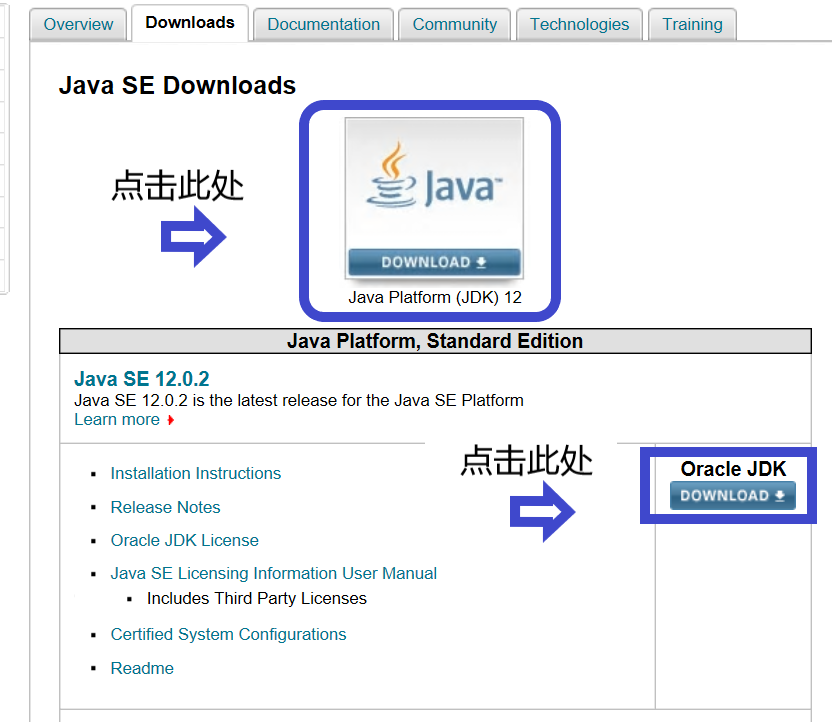 Overview Downloads Documentation Community Technologies Training
Java SE Downloads
点击此处
Java™
DOWNLOAD
Java Platform (JDK) 12
Java Platform, Standard Edition
Java SE 12.0.2
Java SE 12.0.2 is the latest release for the Java SE Platform
Learn more
点击此处
Oracle JDK
DOWNLOAD
Installation Instructions
Release Notes
Oracle JDK License
Java SE Licensing Information User Manual
Includes Third Party Licenses
Certified System Configurations
Readme